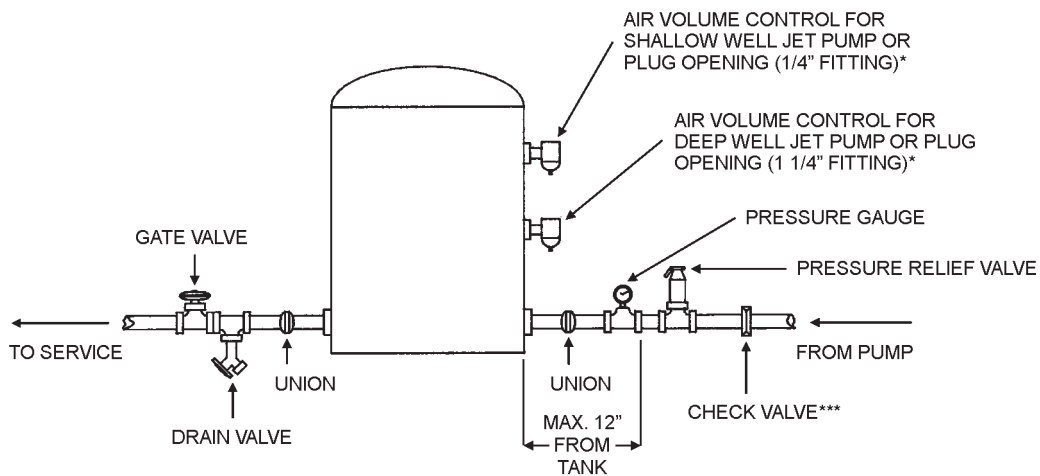 AIR VOLUME CONTROL FOR
SHALLOW WELL JET PUMP OR
PLUG OPENING (1/4” FITTING)*
AIR VOLUME CONTROL FOR
DEEP WELL JET PUMP OR PLUG
OPENING (1 1/4” FITTING)*
PRESSURE GAUGE
GATE VALVE
PRESSURE RELIEF VALVE
TO SERVICE
FROM PUMP
UNION
UNION
CHECK VALVE***
DRAIN VALVE
MAX. 12”
FROM
TANK